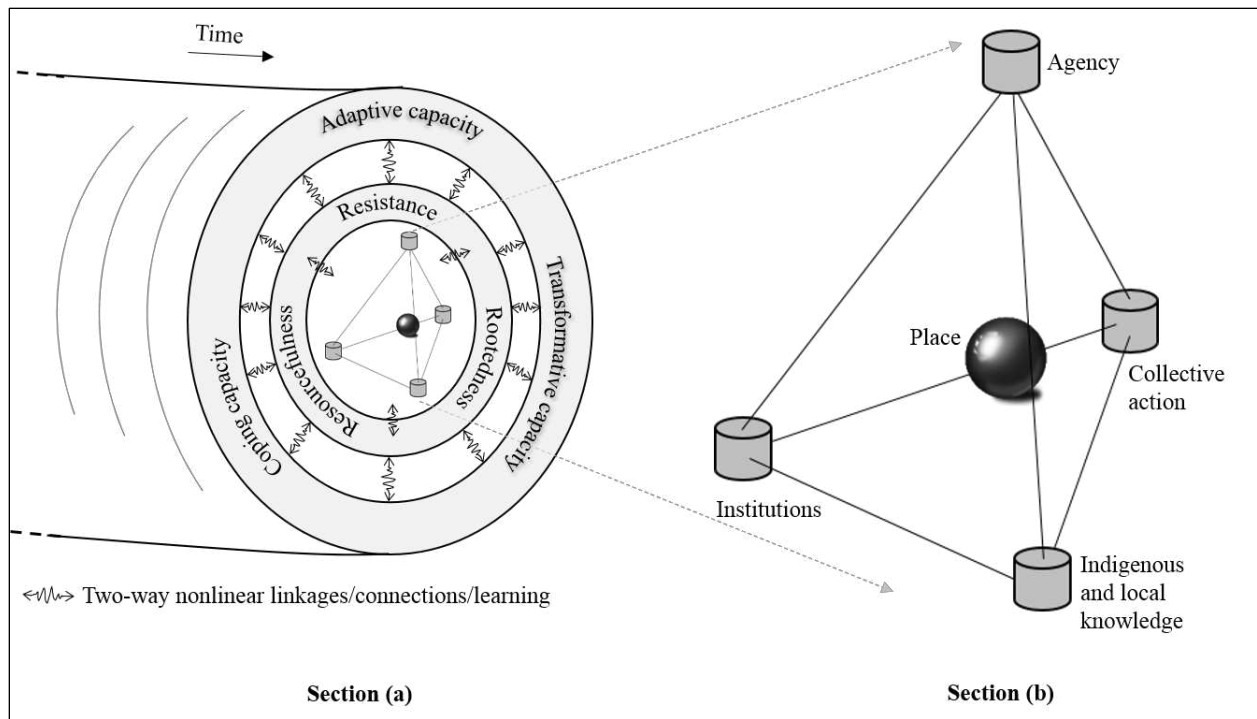 Time
Adaptive capacity
Resistance
Resourcefulness
Rootedness
Coping capacity
Transformative capacity
Two-way nonlinear linkages/connections/learning
Section (a)
Agency
Place
Collective
action
Institutions
Indigenous
and local
knowledge
Section (b)